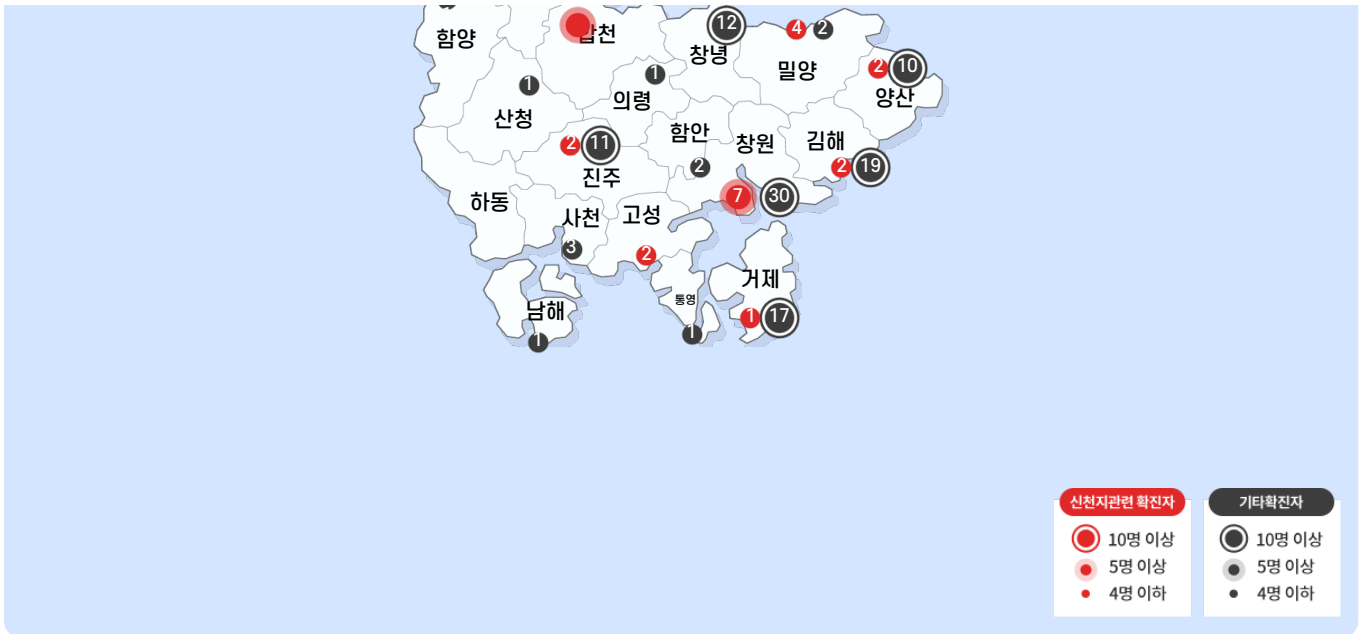 12
4
2
함양
합천
창녕
밀양
2
10
양산
1
1
의령
산청
함안
창원
김해
2
11
2
2
19
진주
7
30
하동
사천
고성
3
2
거제
통영
남해
1
17
1
1
신천지관련 확진자
10명 이상
5명 이상
4명 이하
기타확진자
10명 이상
5명 이상
4명 이하